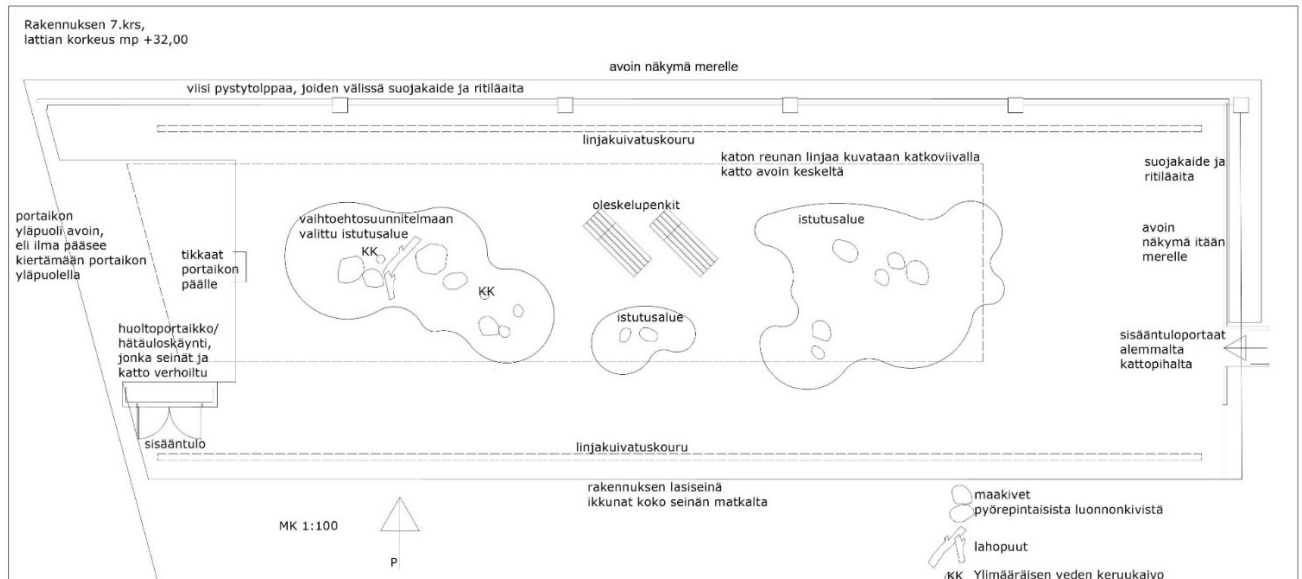 Rakennuksen 7.krs,
lattian korkeus mp +32,00
avoin näkymä merelle
viisi pystytolppaa, joiden välissä suojakaide ja ritiläaita
linjakuivatuskouru
katon reunan linjaa kuvataan katkoviivalla
katto avoin keskeltä
suojakaide ja
ritiläaita
portaikon
yläpuoli avoin,
eli ilma pääsee
kiertämään portaikon
yläpuolella
tikkaat
portaikon
päälle
vaihtoehtosuunnitelmaan
valittu istutusalue
KK
KK
oleskelupenkit
istutusalue
avoin
näkymä itään
merelle
huoltoportaikko/
hätäuloskäynti,
jonka seinät ja
katto verhoiltu
istutusalue
sisääntuloportaat
alemmalta
kattopihalta
sisääntulo
linjakuivatuskouru
rakennuksen lasiseinä
ikkunat koko seinän matkalta
MK 1:100
P
maakivet
pyörepintaisista luonnonkivistä
lahopuut
KK Ylimääräisen veden keruukaivo